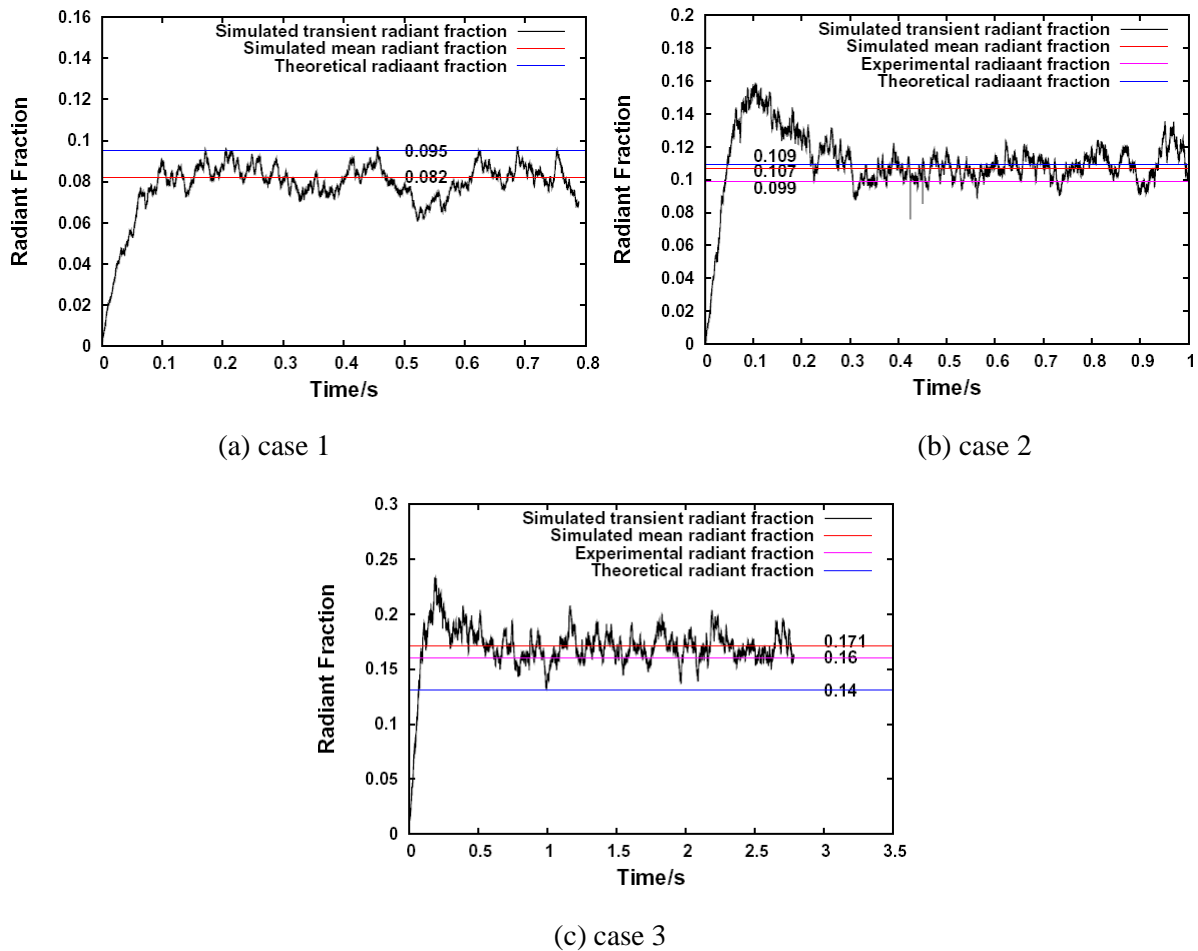 0.16
0.14
0.12
0.1
0.08
0.06
0.04
0.02
0
Radiant Fraction
Simulated transient radiant fraction
Simulated mean radiant fraction
Theoretical radiaant fraction
0.095
0.082
0 0.1 0.2 0.3 0.4 0.5 0.6 0.7 0.8
Time/s
(a) case 1
0.2
0.16
0.14
0.12
0.1
0.08
0.06
0.04
0.02
0
Radiant Fraction
Simulated transient radiant fraction
Simulated mean radiant fraction
Experimental radiaant fraction
Theoretical radiaant fraction
0.109
0.107
0.099
0 0.1 0.2 0.3 0.4 0.5 0.6 0.7 0.8 0.9 1
Time/s
(b) case 2
0.3
0.25
0.2
0.15
0.1
0.05
0
Radiant Fraction
Simulated transient radiant fraction
Simulated mean radiant fraction
Experimental radiant fraction
Theoretical radiant fraction
0.171
0.16
0.14
0 0.5 1 1.5 2 2.5 3 3.5
Time/s
(c) case 3